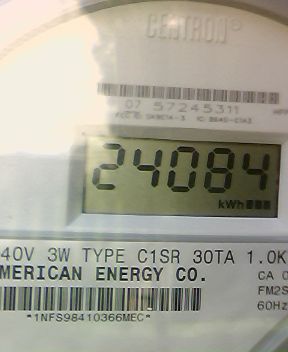 CENTRON®
07 57245311
24084
kWh
40V 3W TYPE C1SR 30TA 1.0K
MERICAN ENERGY CO.
CA 0
FM2S
60Hz
*1NFS98410366MEC*